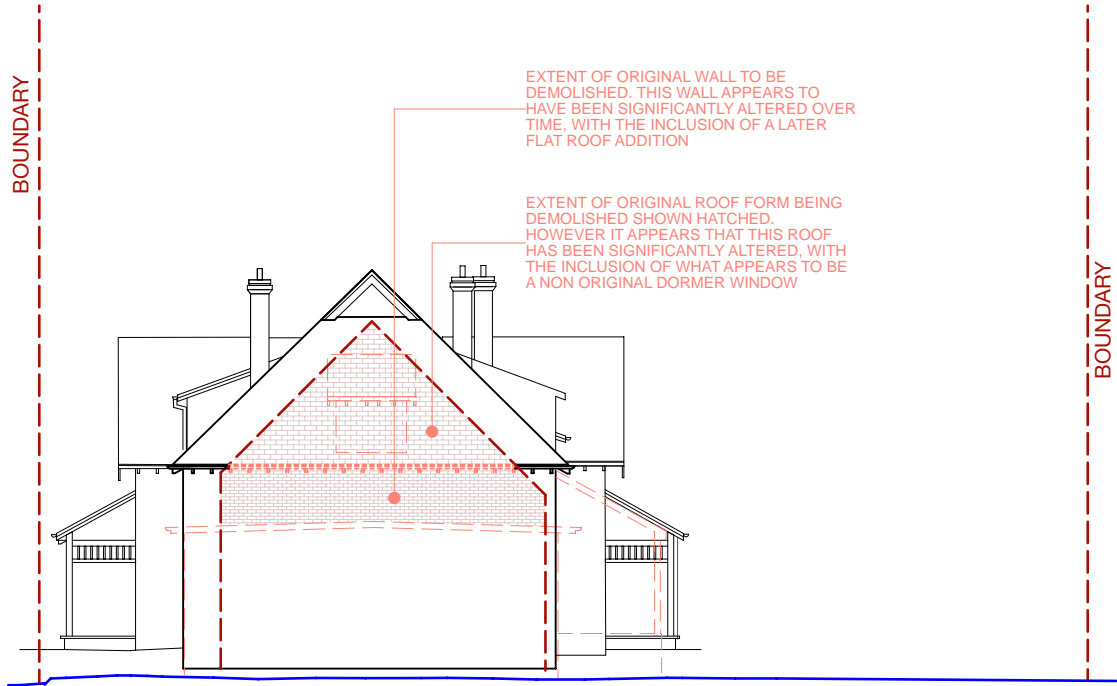 BOUNDARY
EXTENT OF ORIGINAL WALL TO BE
DEMOLISHED. THIS WALL APPEARS TO
HAVE BEEN SIGNIFICANTLY ALTERED OVER
TIME, WITH THE INCLUSION OF A LATER
FLAT ROOF ADDITION
EXTENT OF ORIGINAL ROOF FORM BEING
DEMOLISHED SHOWN HATCHED.
HOWEVER IT APPEARS THAT THIS ROOF
HAS BEEN SIGNIFICANTLY ALTERED, WITH
THE INCLUSION OF WHAT APPEARS TO BE
A NON ORIGINAL DORMER WINDOW
BOUNDARY